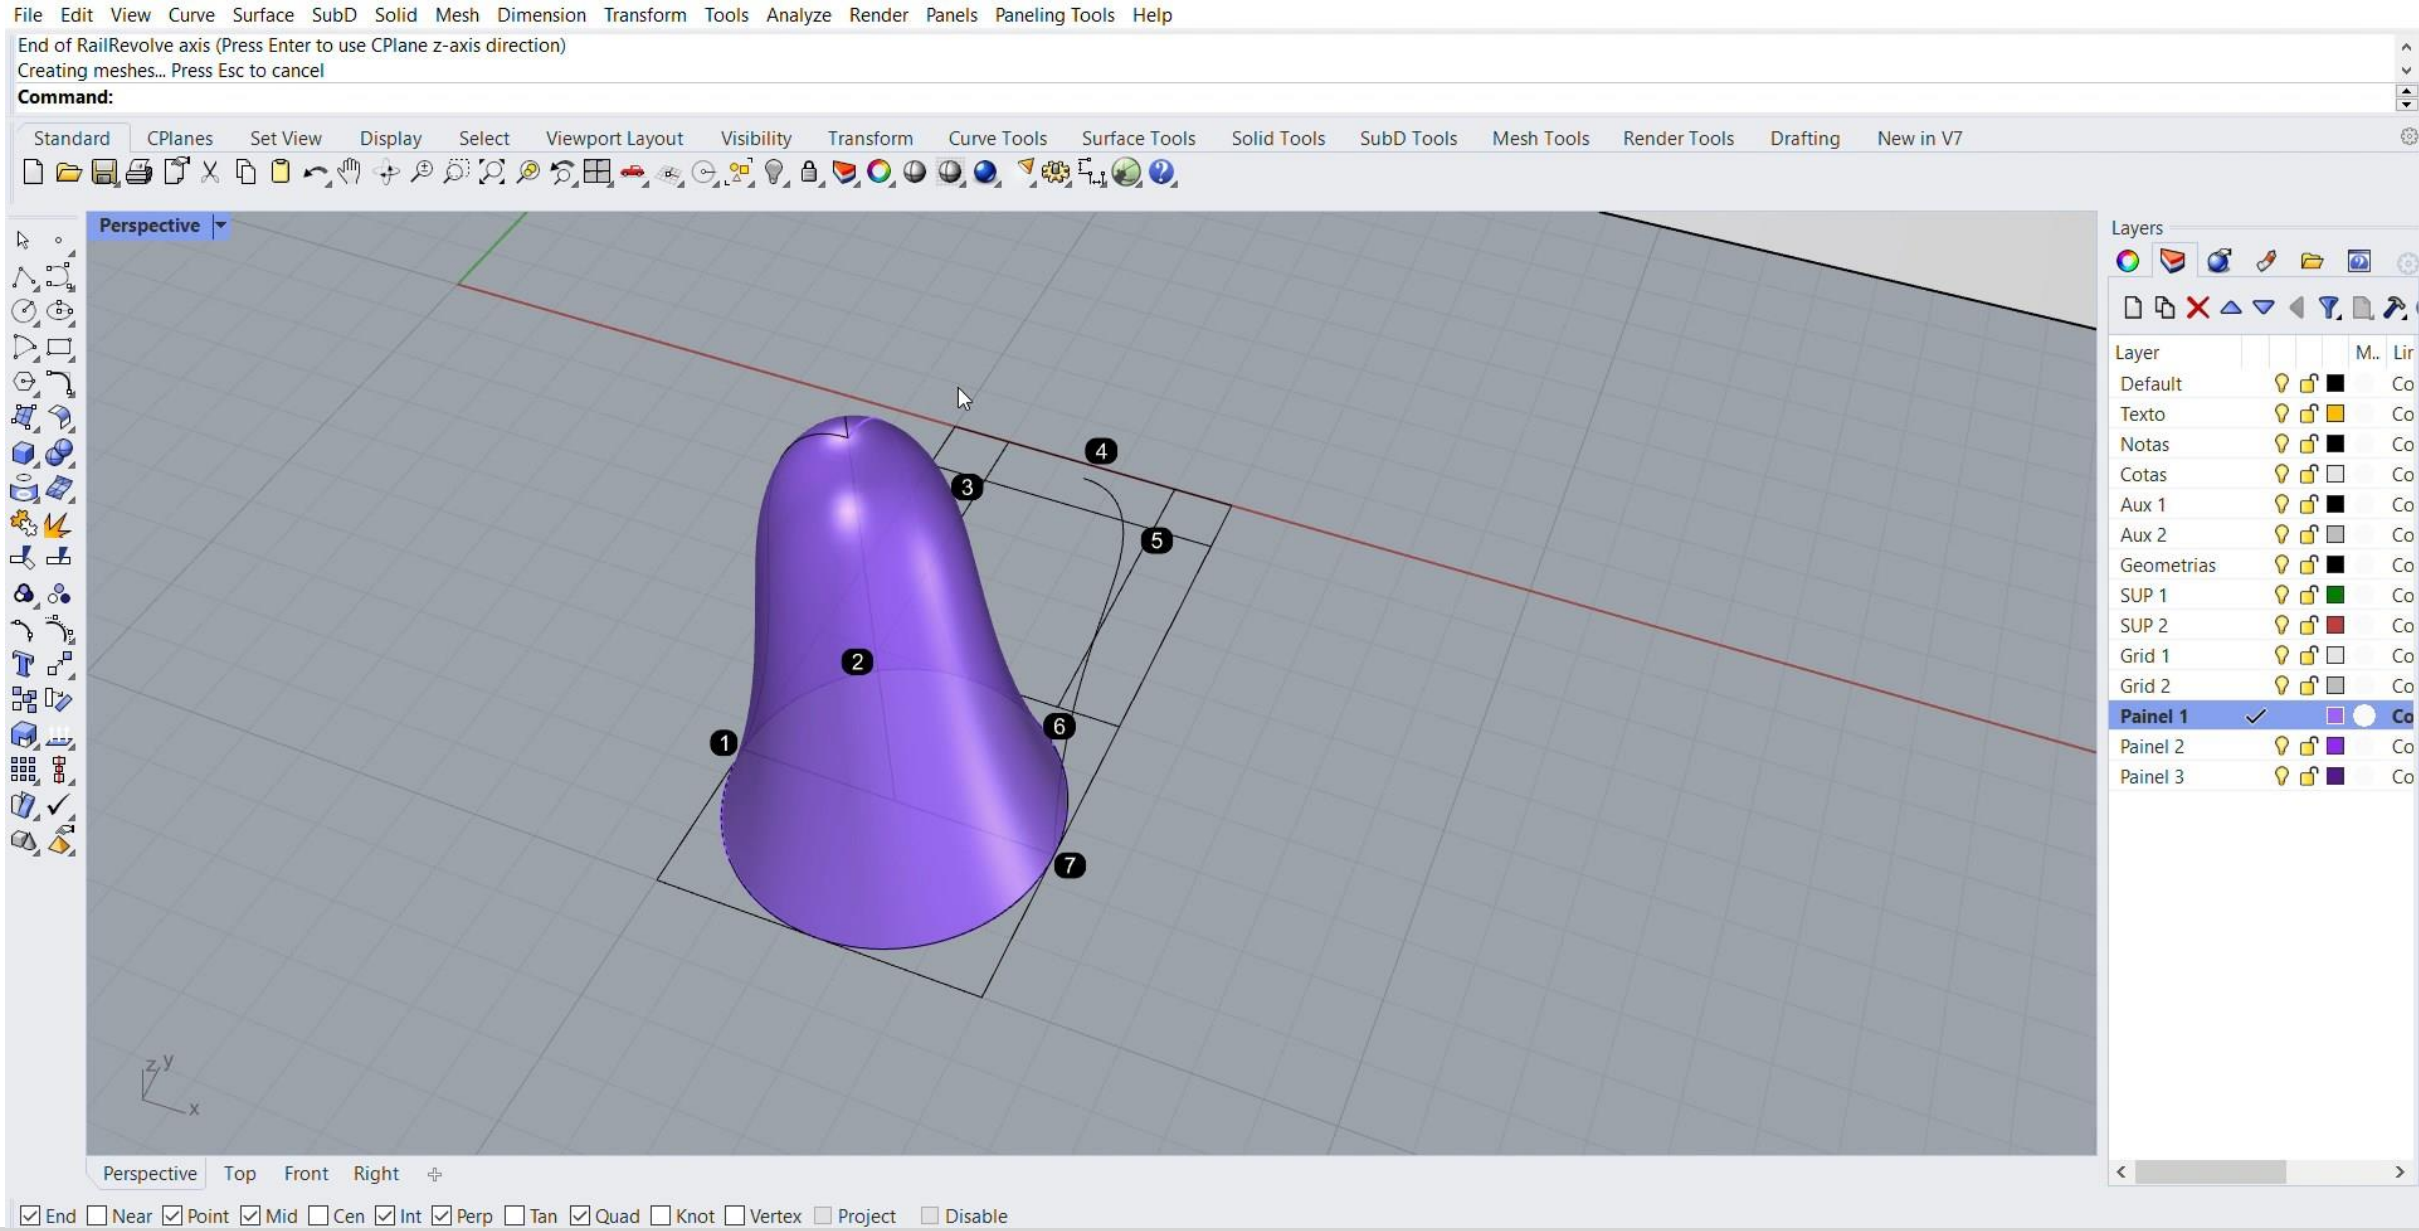 File Edit View Curve Surface SubD Solid Mesh Dimension Transform Tools Analyze Render Panels Paneling Tools Help
End of RailRevolve axis (Press Enter to use CPlane z-axis direction)
Creating meshes... Press Esc to cancel
Command:
Standard CPlanes Set View Display Select Viewport Layout Visibility Transform Curve Tools Surface Tools Solid Tools SubD Tools Mesh Tools Render Tools Drafting New in V7
Perspective
4
3
5
2
1
6
7
z y
x
Layers
Layer M.. Lir
Default Co
Texto Co
Notas Co
Cotas Co
Aux 1 Co
Aux 2 Co
Geometrias Co
SUP 1 Co
SUP 2 Co
Grid 1 Co
Grid 2 Co
Painel 1 Co
Painel 2 Co
Painel 3 Co
Perspective Top Front Right
End Near Point Mid Cen Int Perp Tan Quad Knot Vertex Project Disable